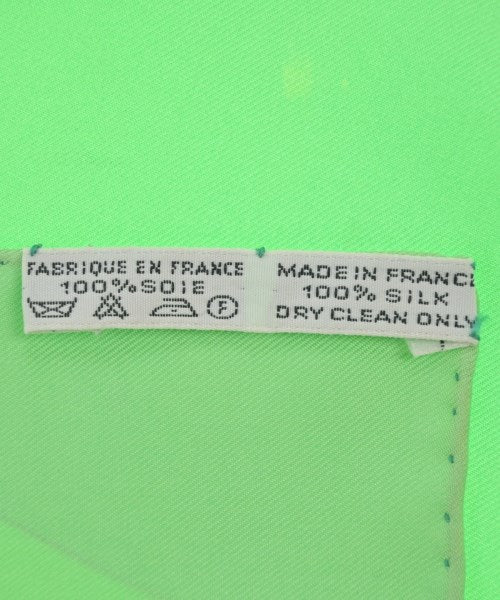 FABRIQUE EN FRANCE
100% SOIE
F
MADE IN FRANCE
100% SILK
DRY CLEAN ONLY